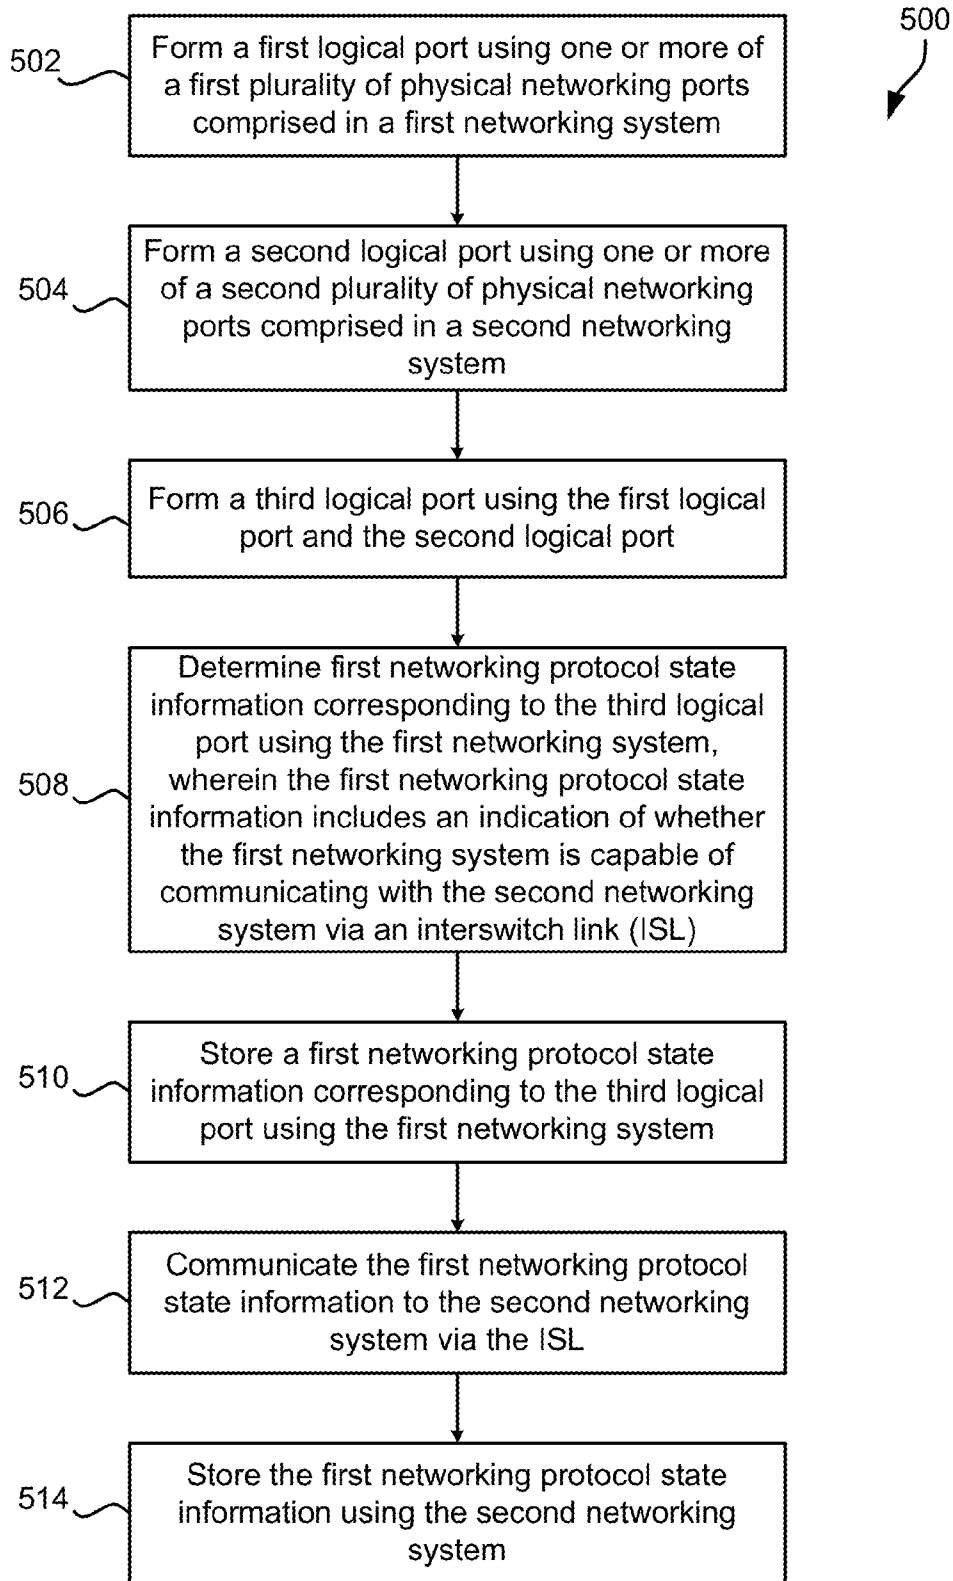 500
502
Form a first logical port using one or more of
a first plurality of physical networking ports
comprised in a first networking system
504
Form a second logical port using one or more
of a second plurality of physical networking
ports comprised in a second networking
system
506
Form a third logical port using the first logical
port and the second logical port
508
Determine first networking protocol state
information corresponding to the third logical
port using the first networking system,
wherein the first networking protocol state
information includes an indication of whether
the first networking system is capable of
communicating with the second networking
system via an interswitch link (ISL)
510
Store a first networking protocol state
information corresponding to the third logical
port using the first networking system
512
Communicate the first networking protocol
state information to the second networking
system via the ISL
514
Store the first networking protocol state
information using the second networking
system